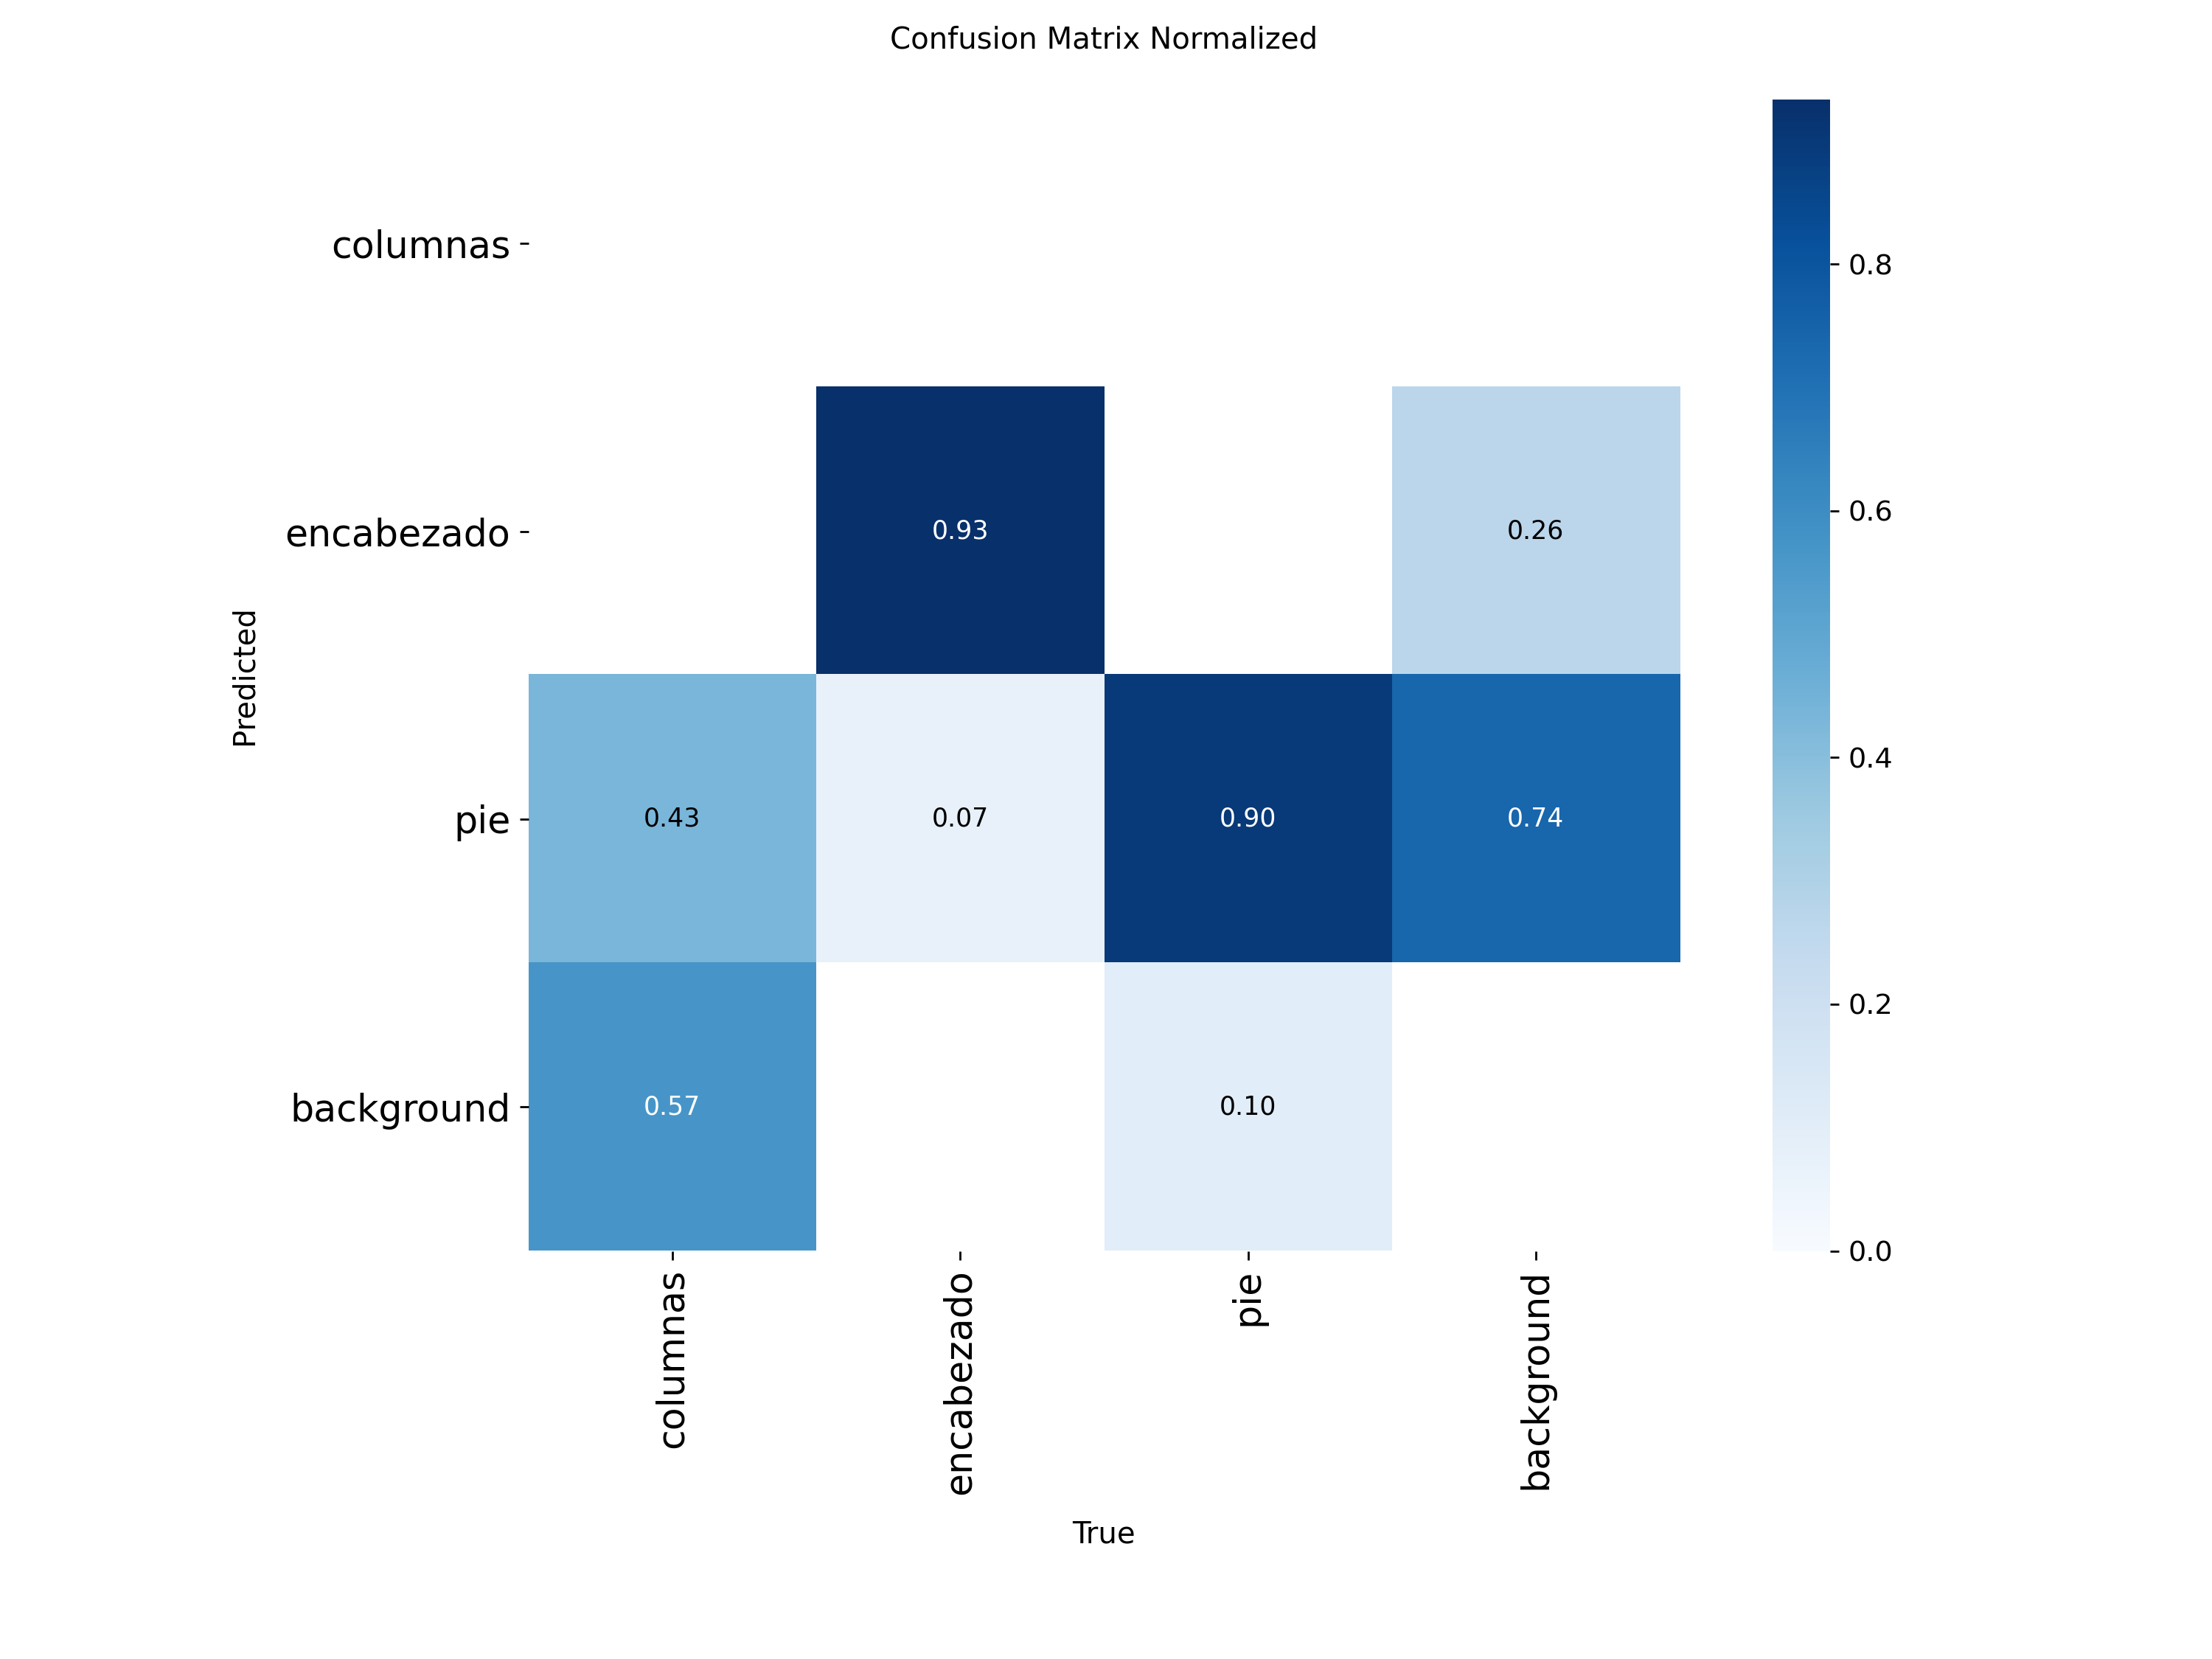 Confusion Matrix Normalized
columnas
encabezado
pie
background
Predicted
0.93
0.26
0.43
0.07
0.90
0.74
0.57
0.10
columnas
encabezado
pie
background
True
0.8
0.6
0.4
0.2
0.0